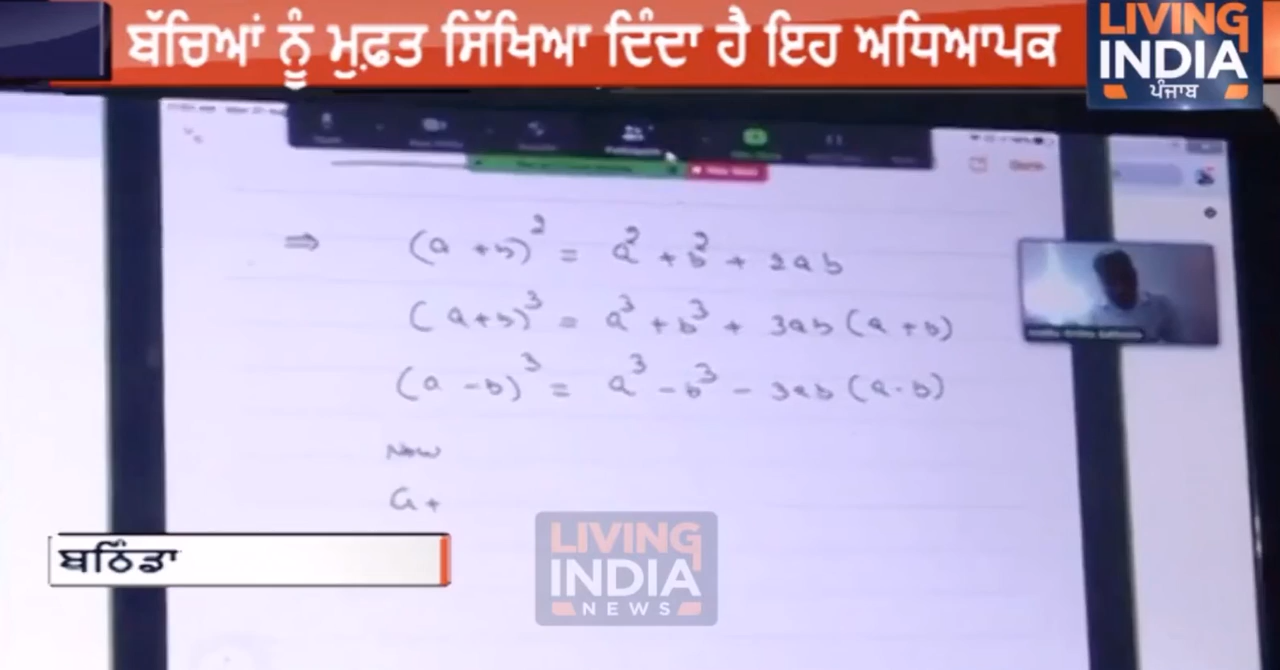 ਬੱਚਿਆਂ ਨੂੰ ਮੁਫ਼ਤ ਸਿੱਖਿਆ ਦਿੰਦਾ ਹੈ ਇਹ ਅਧਿਆਪਕ
LIVING
INDIA
ਪੰਜਾਬ
Done
⇒ (a + b)² = a² + b² + 2ab
(a + b)³ = a³ + b³ + 3ab (a + b)
(a - b)³ = a³ - b³ - 3ab (a - b)
Now
G +
ਬਠਿੰਡਾ
LIVING
INDIA
NEWS